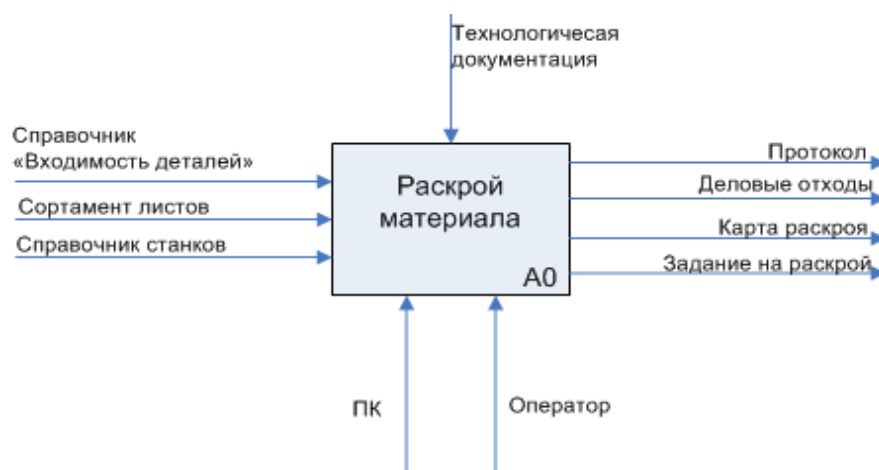 Технологичесая
документация
Справочник
«Входимость деталей»
Сортамент листов
Справочник станков
Раскрой
материала
A0
Протокол
Деловые отходы
Карта раскроя
Задание на раскрой
ПК
Оператор